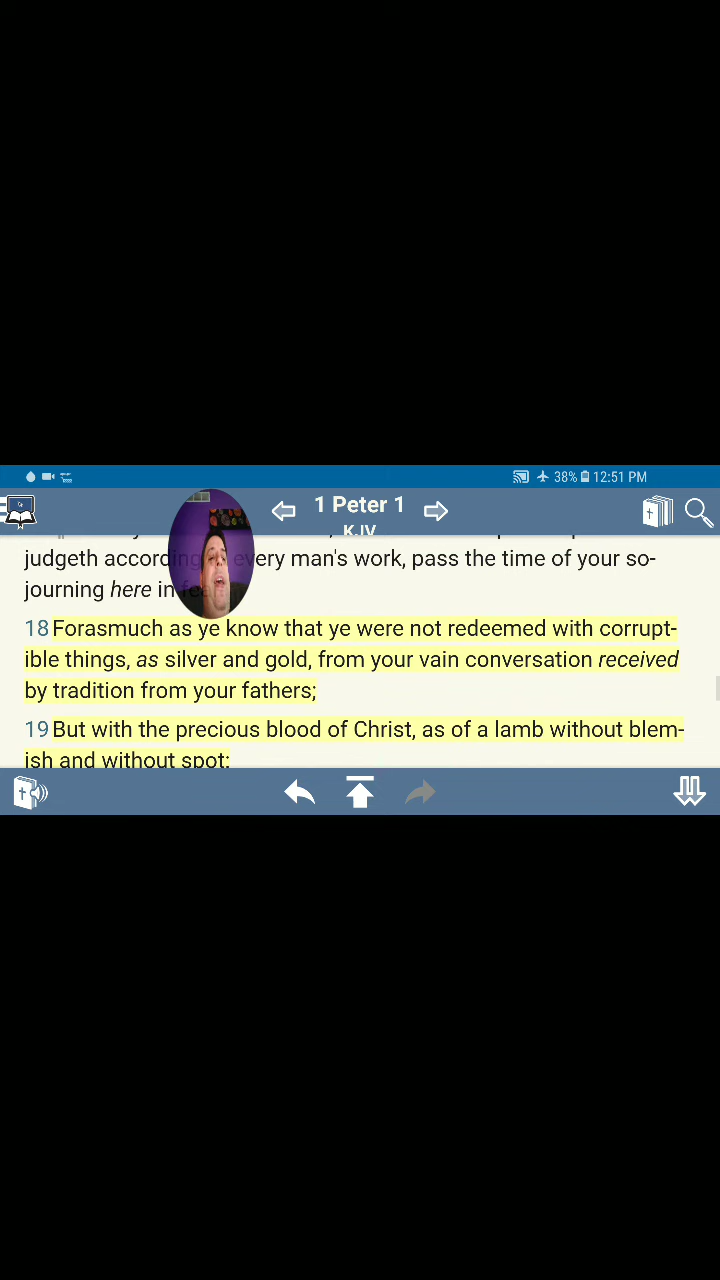 38% 12:51 PM
1 Peter 1
KJV
judgeth according every man's work, pass the time of your so-
journing here in
18 Forasmuch as ye know that ye were not redeemed with corrupt-
ible things, as silver and gold, from your vain conversation received
by tradition from your fathers;
19 But with the precious blood of Christ, as of a lamb without blem-
ish and without spot: